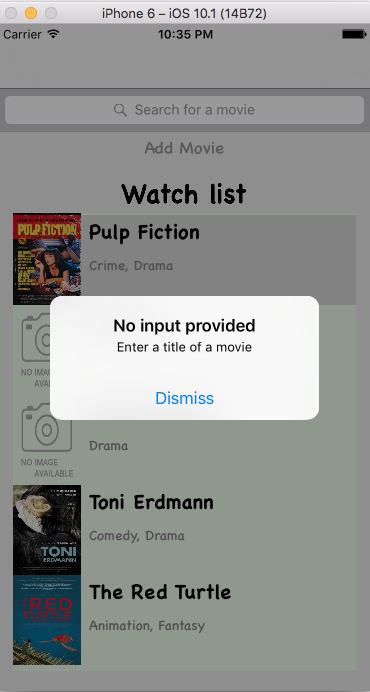 iPhone 6 – iOS 10.1 (14B72)
Carrier 10:35 PM
Search for a movie
Add Movie
Watch list
PULP FICTION
Pulp Fiction
Crime, Drama
No input provided
Enter a title of a movie
Dismiss
NO IMAGE
AVAI
Drama
NO IMAGE
AVAILABLE
Toni Erdmann
Comedy, Drama
TONI
ERDMANN
The Red Turtle
Animation, Fantasy
RED
TURTLE